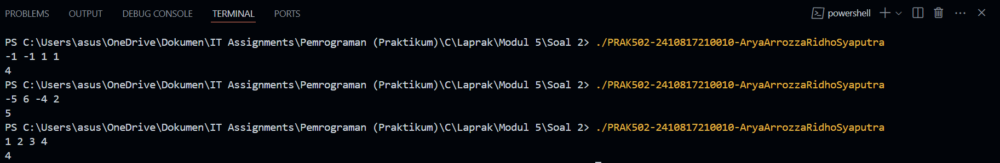 PROBLEMS OUTPUT DEBUG CONSOLE TERMINAL PORTS powershell
PS C:\Users\asus\OneDrive\Dokumen\IT Assignments\Pemrograman (Praktikum)\C\Laprak\Modul 5\Soal 2> ./PRAK502-2410817210010-AryaArrozzaRidhoSyaputra
-1 -1 1 1
4
PS C:\Users\asus\OneDrive\Dokumen\IT Assignments\Pemrograman (Praktikum)\C\Laprak\Modul 5\Soal 2> ./PRAK502-2410817210010-AryaArrozzaRidhoSyaputra
-5 6 -4 2
5
PS C:\Users\asus\OneDrive\Dokumen\IT Assignments\Pemrograman (Praktikum)\C\Laprak\Modul 5\Soal 2> ./PRAK502-2410817210010-AryaArrozzaRidhoSyaputra
1 2 3 4
4